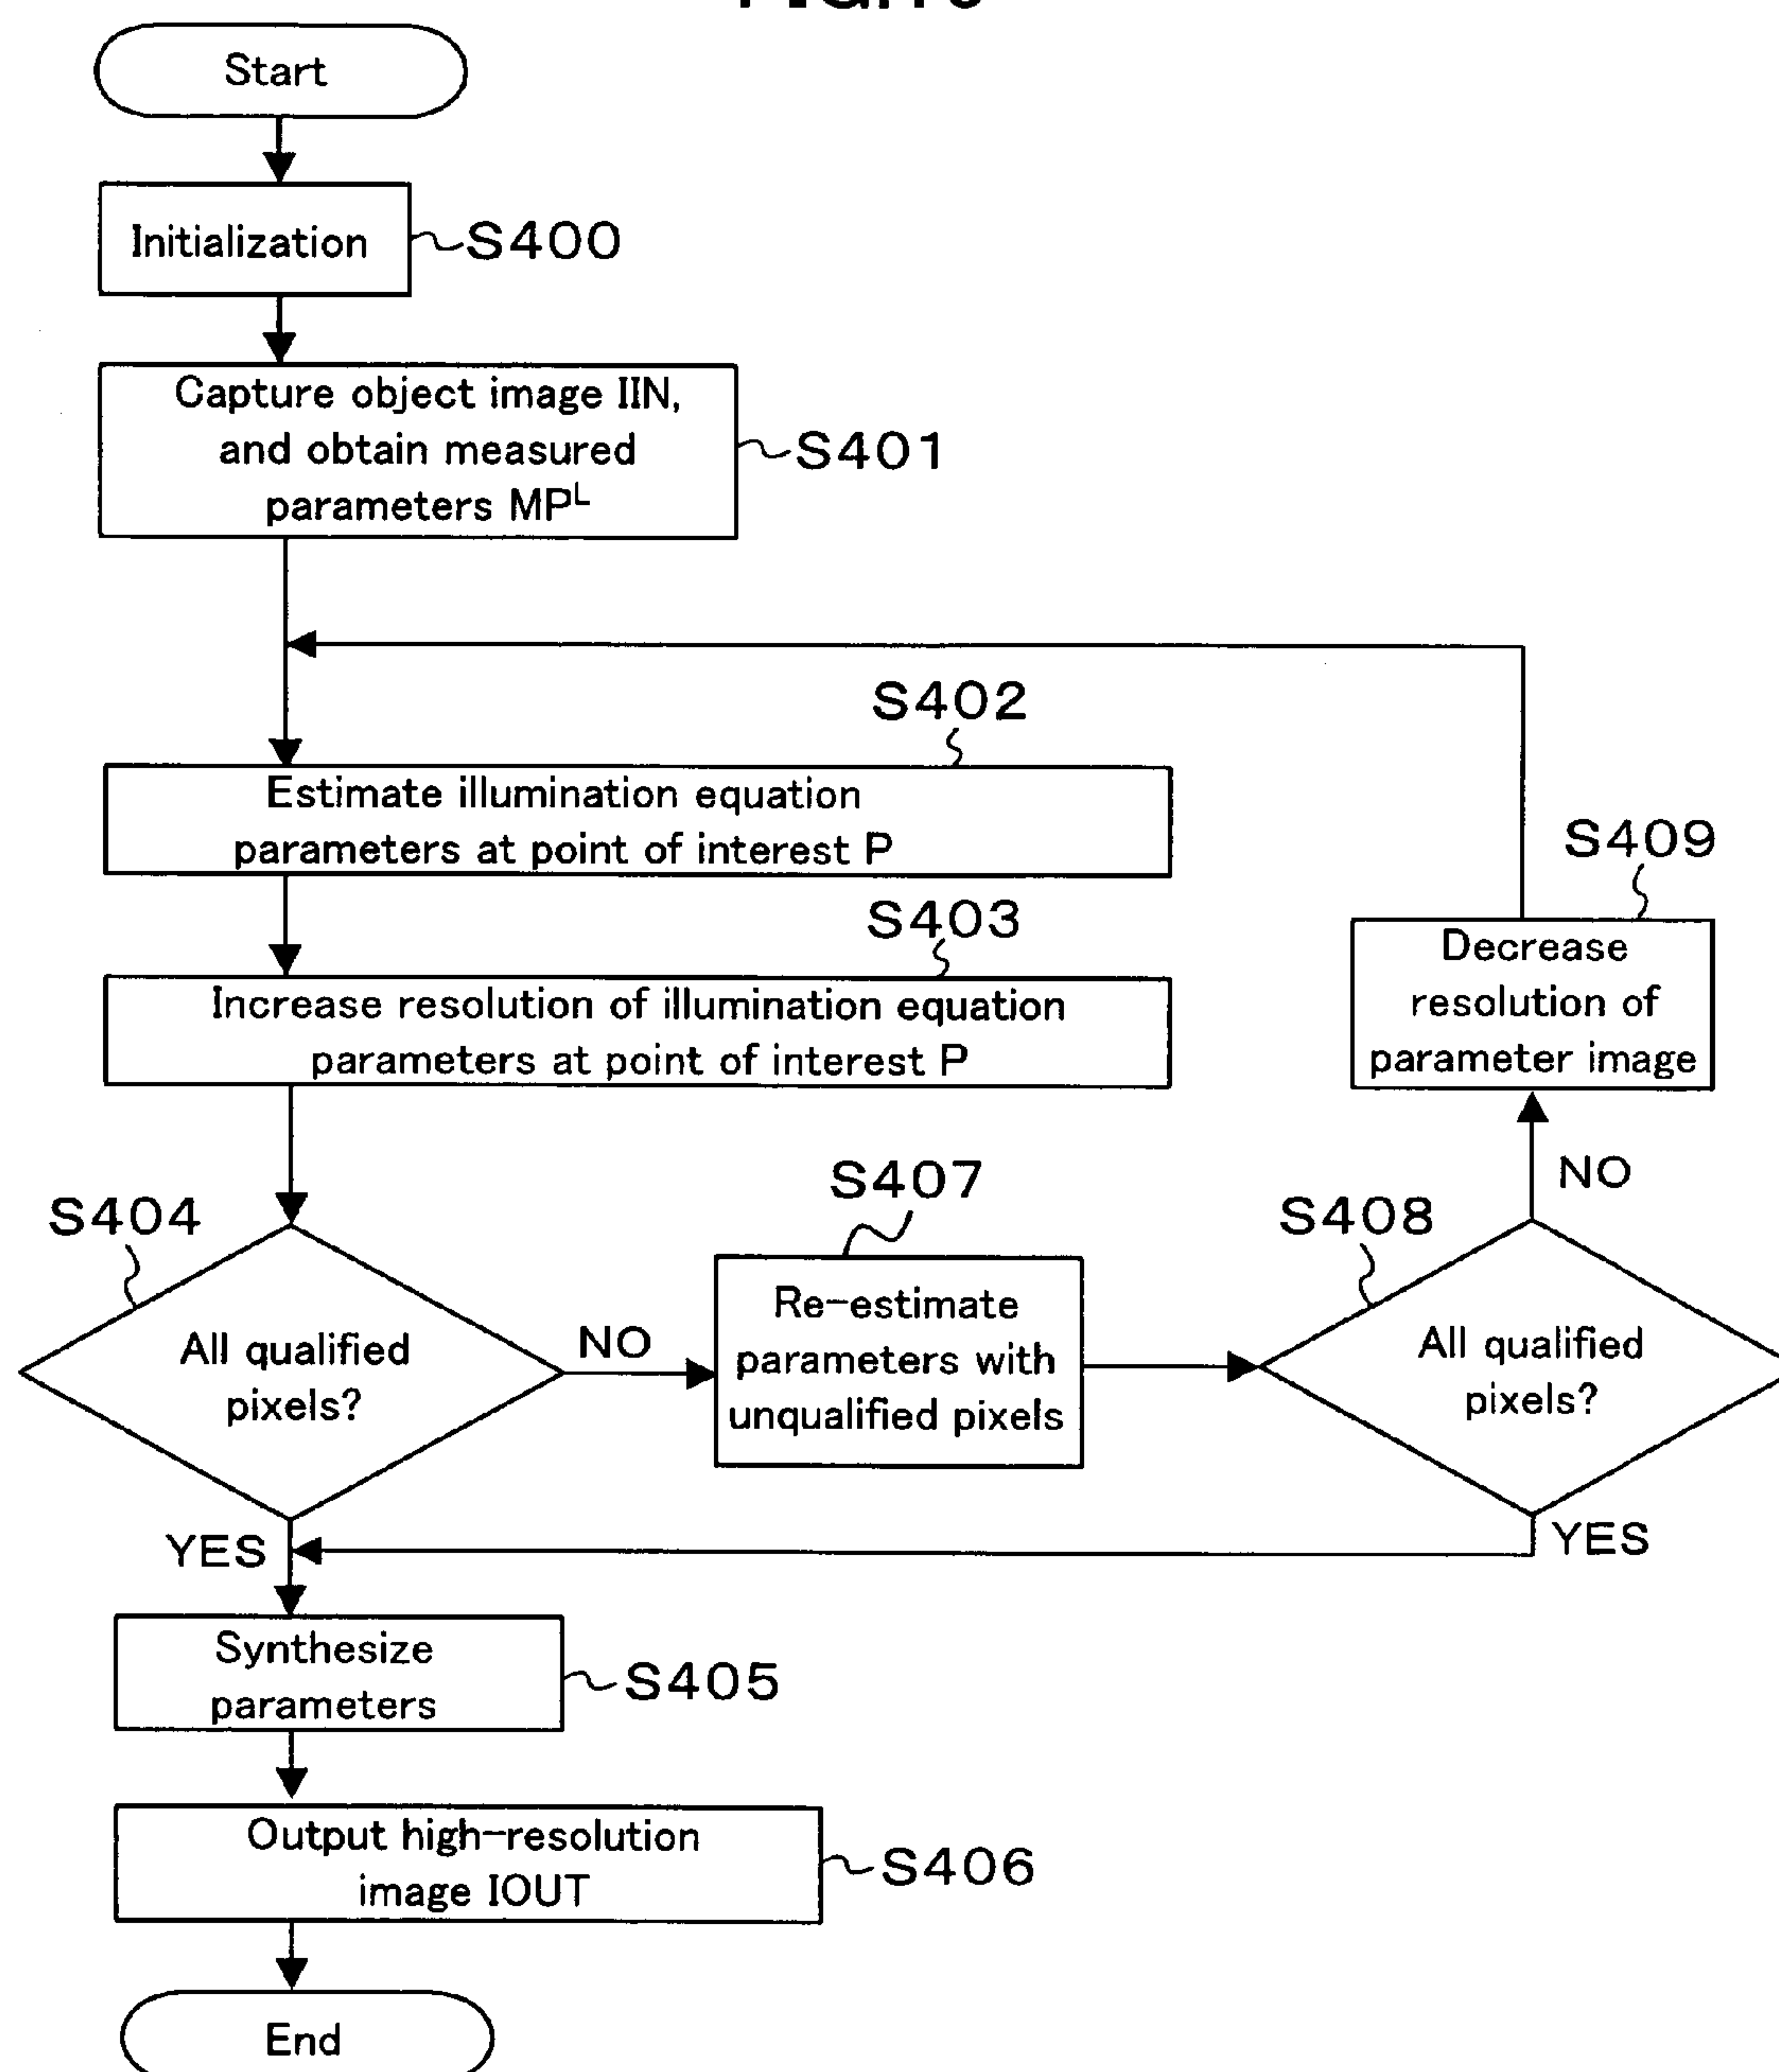 Start
Initialization
S400
Capture object image IIN,
and obtain measured
parameters MPᴸ
S401
S402
Estimate illumination equation
parameters at point of interest P
S403
Increase resolution of illumination equation
parameters at point of interest P
S409
Decrease
resolution of
parameter image
NO
S404
All qualified
pixels?
NO
S407
Re-estimate
parameters with
unqualified pixels
S408
All qualified
pixels?
YES
YES
Synthesize
parameters
S405
Output high-resolution
image IOUT
S406
End